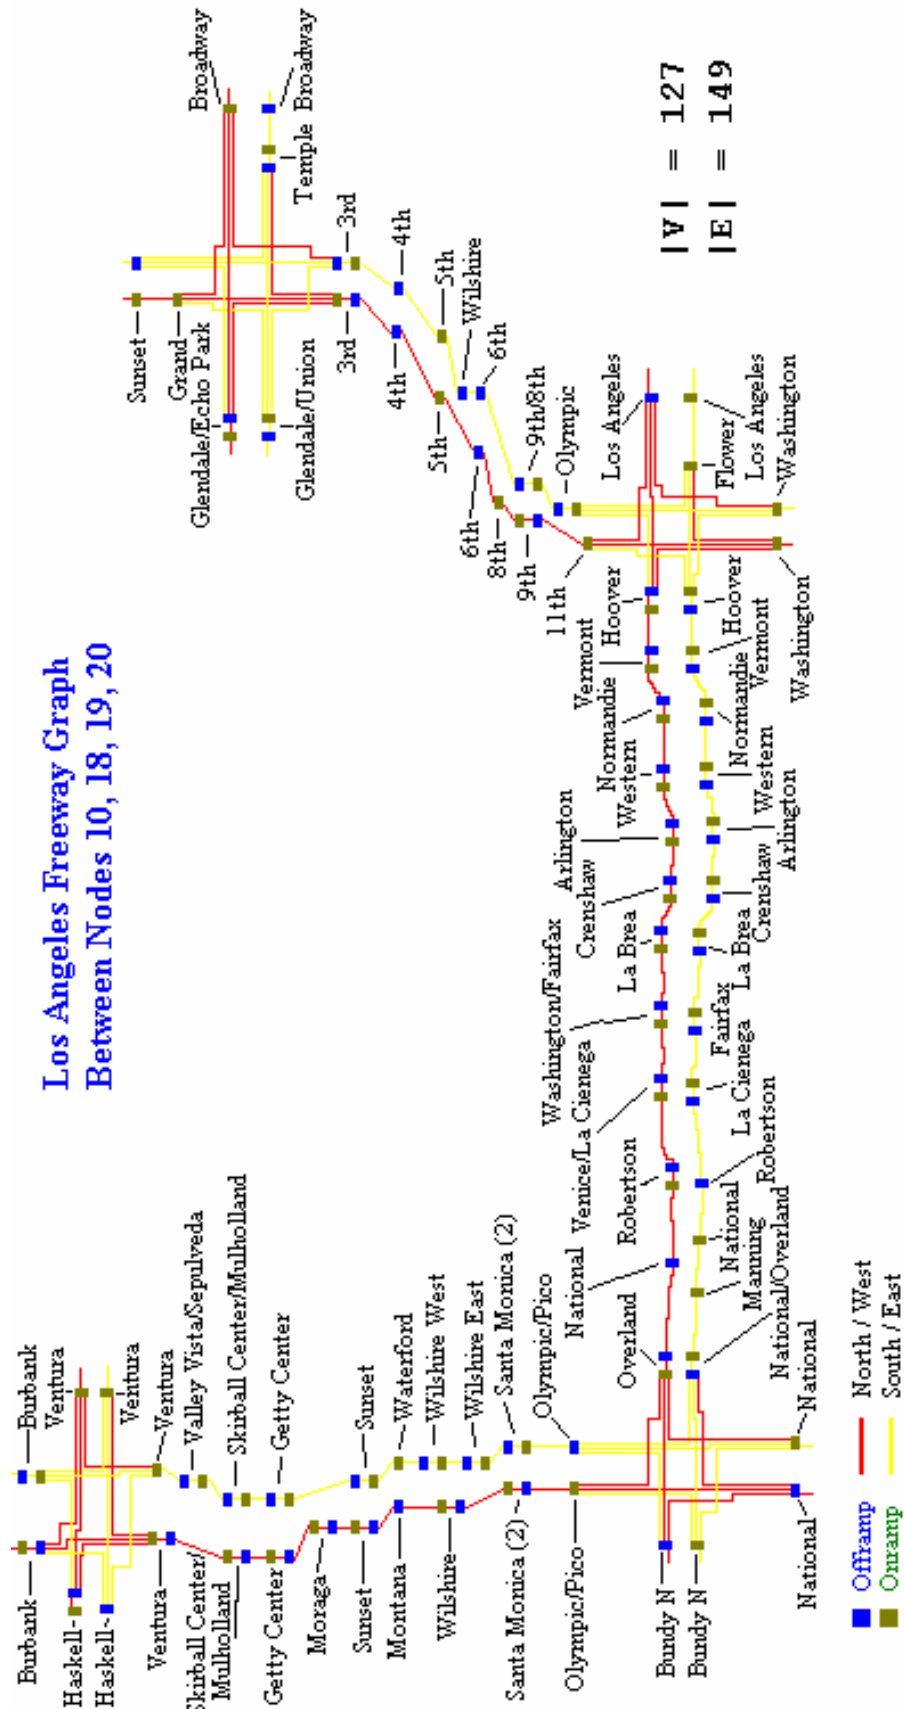 Los Angeles Freeway Graph
Between Nodes 10, 18, 19, 20
Broadway
Broadway
Temple
Sunset
Grand
Glendale/Echo Park
Glendale/Union
3rd
3rd
4th
4th
5th
5th
Wilshire
6th
6th
8th
9th
9th/8th
Olympic
11th
|V| = 127
|E| = 149
Los Angeles
Los Angeles
Flower
Washington
Washington
Hoover
Hoover
Vermont
Vermont
Normandie
Normandie
Western
Western
Arlington
Arlington
Crenshaw
Crenshaw
La Brea
La Brea
Washington/Fairfax
Fairfax
Venice/La Cienega
La Cienega
Robertson
Robertson
National
National
Manning
Overland
National/Overland
National
National
Bundy N
Bundy N
Burbank
Ventura
Ventura
Ventura
Valley Vista/Sepulveda
Skirball Center/Mulholland
Getty Center
Sunset
Waterford
Wilshire West
Wilshire East
Santa Monica (2)
Olympic/Pico
Burbank
Haskell
Haskell
Ventura
Skirball Center/
Mulholland
Getty Center
Moraga
Sunset
Montana
Wilshire
Santa Monica (2)
Olympic/Pico
Offramp
Onramp
North / West
South / East